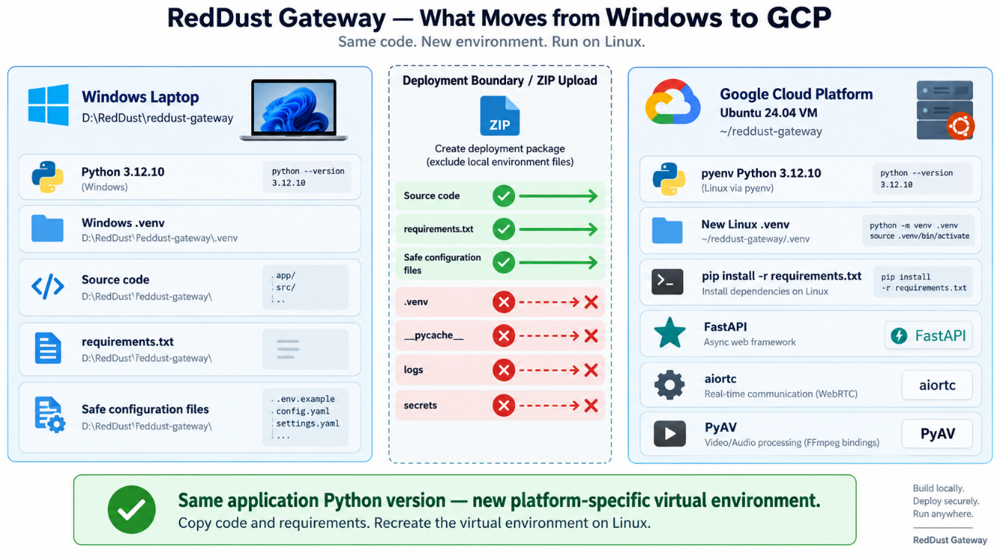 RedDust Gateway — What Moves from Windows to GCP
Same code. New environment. Run on Linux.
Windows Laptop
D:\RedDust\reddust-gateway
Python 3.12.10
(Windows)
python --version
3.12.10
Windows .venv
D:\RedDust\Peddust-gateway\.venv
Source code
D:\RedDust\Peddust-gateway\
app/
src/
...
requirements.txt
D:\RedDust\Peddust-gateway\
Safe configuration files
D:\RedDust\Peddust-gateway\
.env.example
config.yaml
settings.yaml
...
Deployment Boundary / ZIP Upload
ZIP
Create deployment package
(exclude local environment files)
Source code
requirements.txt
Safe configuration
files
.venv
__pycache__
logs
secrets
Google Cloud Platform
Ubuntu 24.04 VM
~/reddust-gateway
pyenv Python 3.12.10
(Linux via pyenv)
python --version
3.12.10
New Linux .venv
~/reddust-gateway/.venv
python -m venv .venv
source .venv/bin/activate
pip install -r requirements.txt
Install dependencies on Linux
pip install
-r requirements.txt
FastAPI
Async web framework
FastAPI
aiortc
Real-time communication (WebRTC)
aiortc
PyAV
Video/Audio processing (FFmpeg bindings)
PyAV
Same application Python version — new platform-specific virtual environment.
Copy code and requirements. Recreate the virtual environment on Linux.
Build locally.
Deploy securely.
Run anywhere.
RedDust Gateway